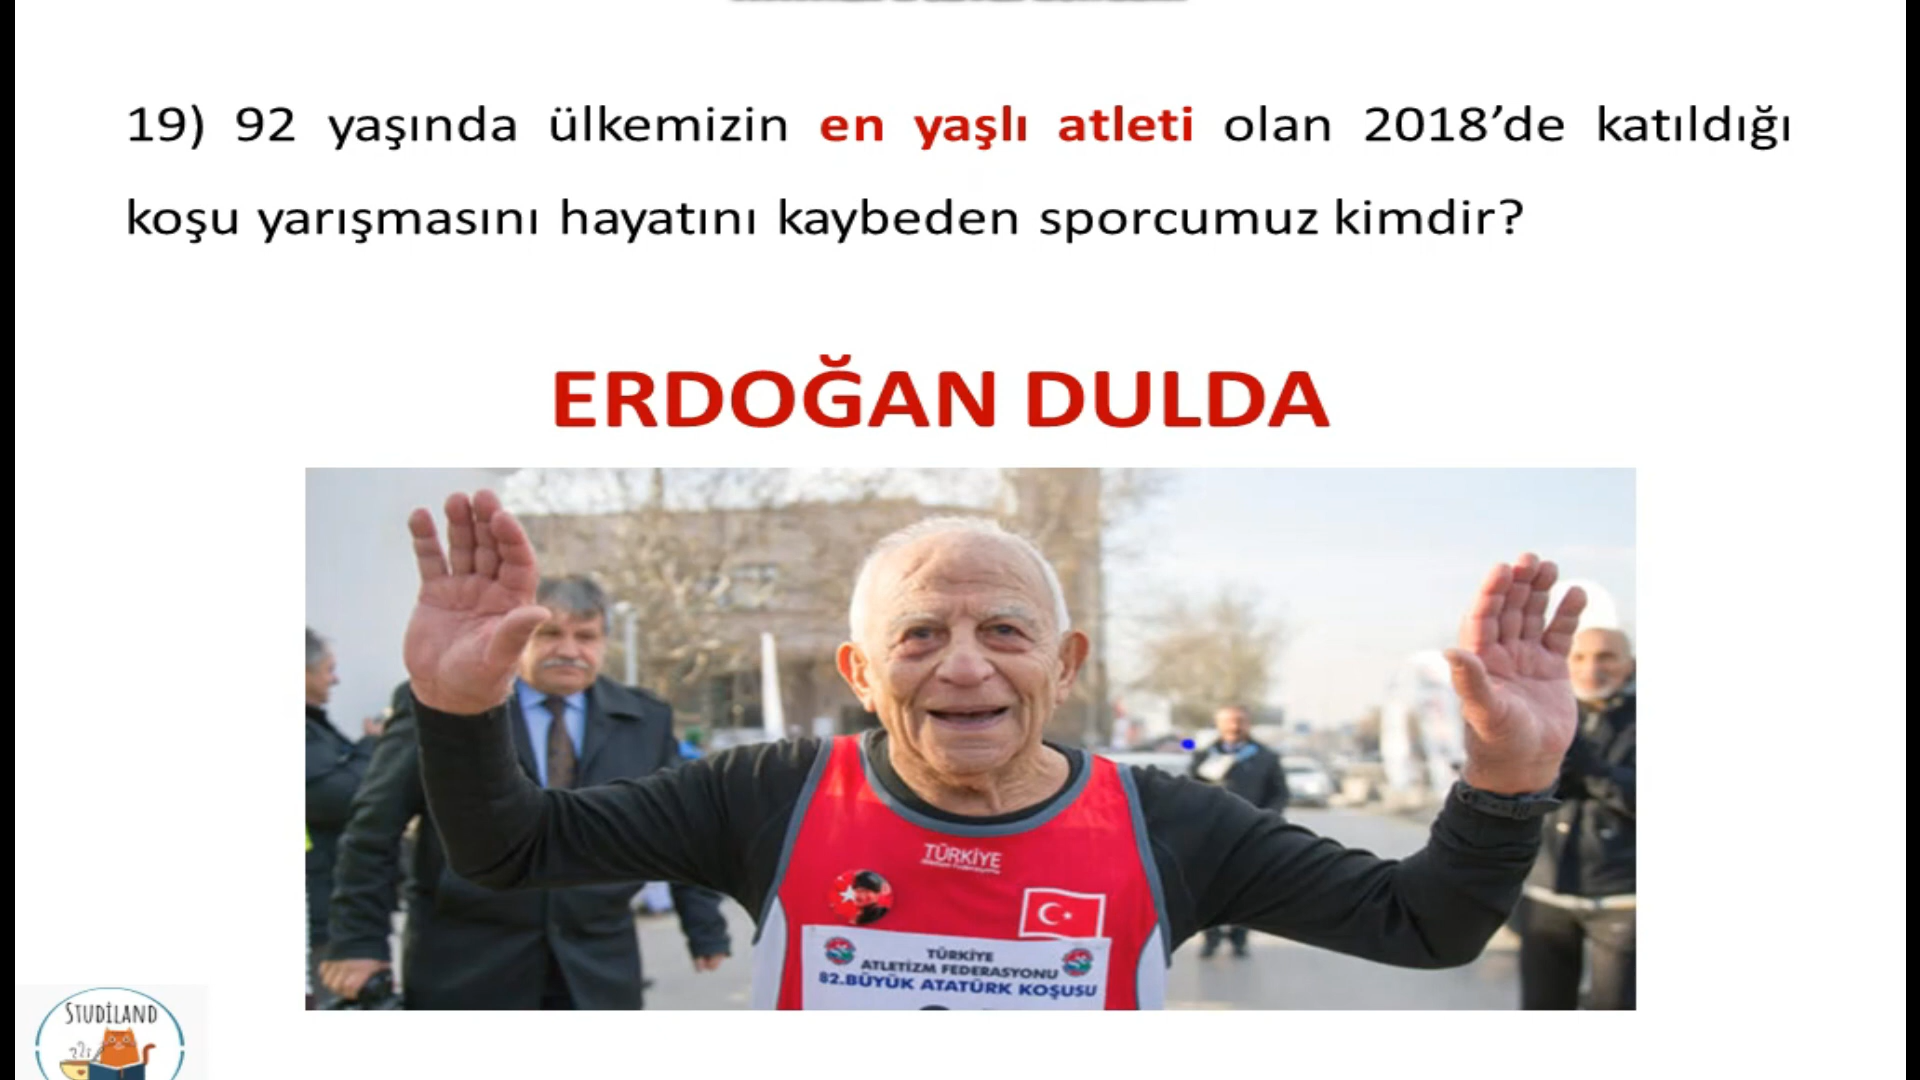 19) 92 yaşında ülkemizin en yaşlı atleti olan 2018’de katıldığı
koşu yarışmasını hayatını kaybeden sporcumuz kimdir?
ERDOĞAN DULDA
TÜRKİYE
TÜRKİYE
ATLETİZM FEDERASYONU
82.BÜYÜK ATATÜRK KOŞUSU
STUDİLAND